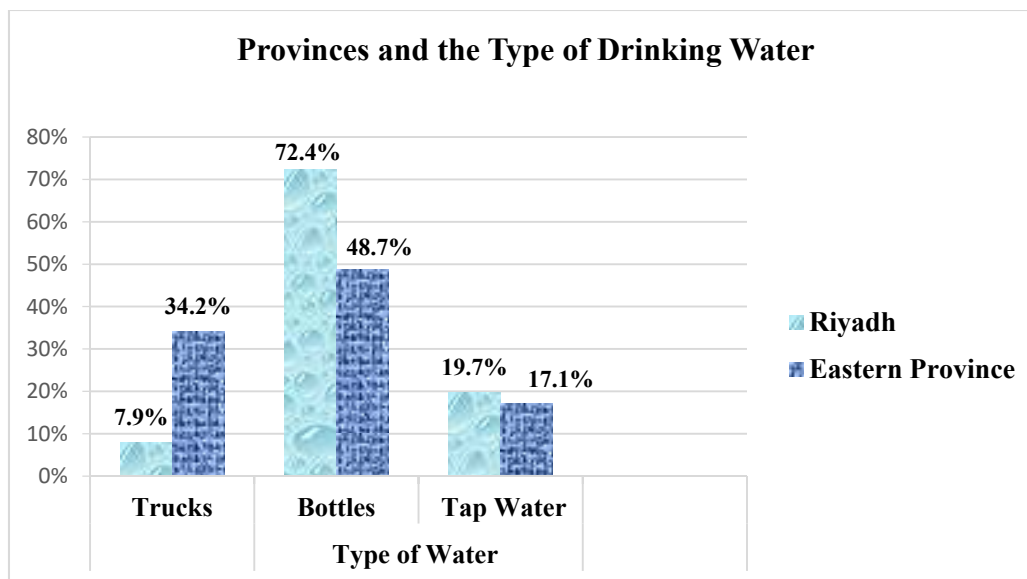 Provinces and the Type of Drinking Water
80%
70%
60%
50%
40%
30%
20%
10%
0%
7.9%
34.2%
72.4%
48.7%
19.7%
17.1%
Trucks
Bottles
Tap Water
Type of Water
Riyadh
Eastern Province